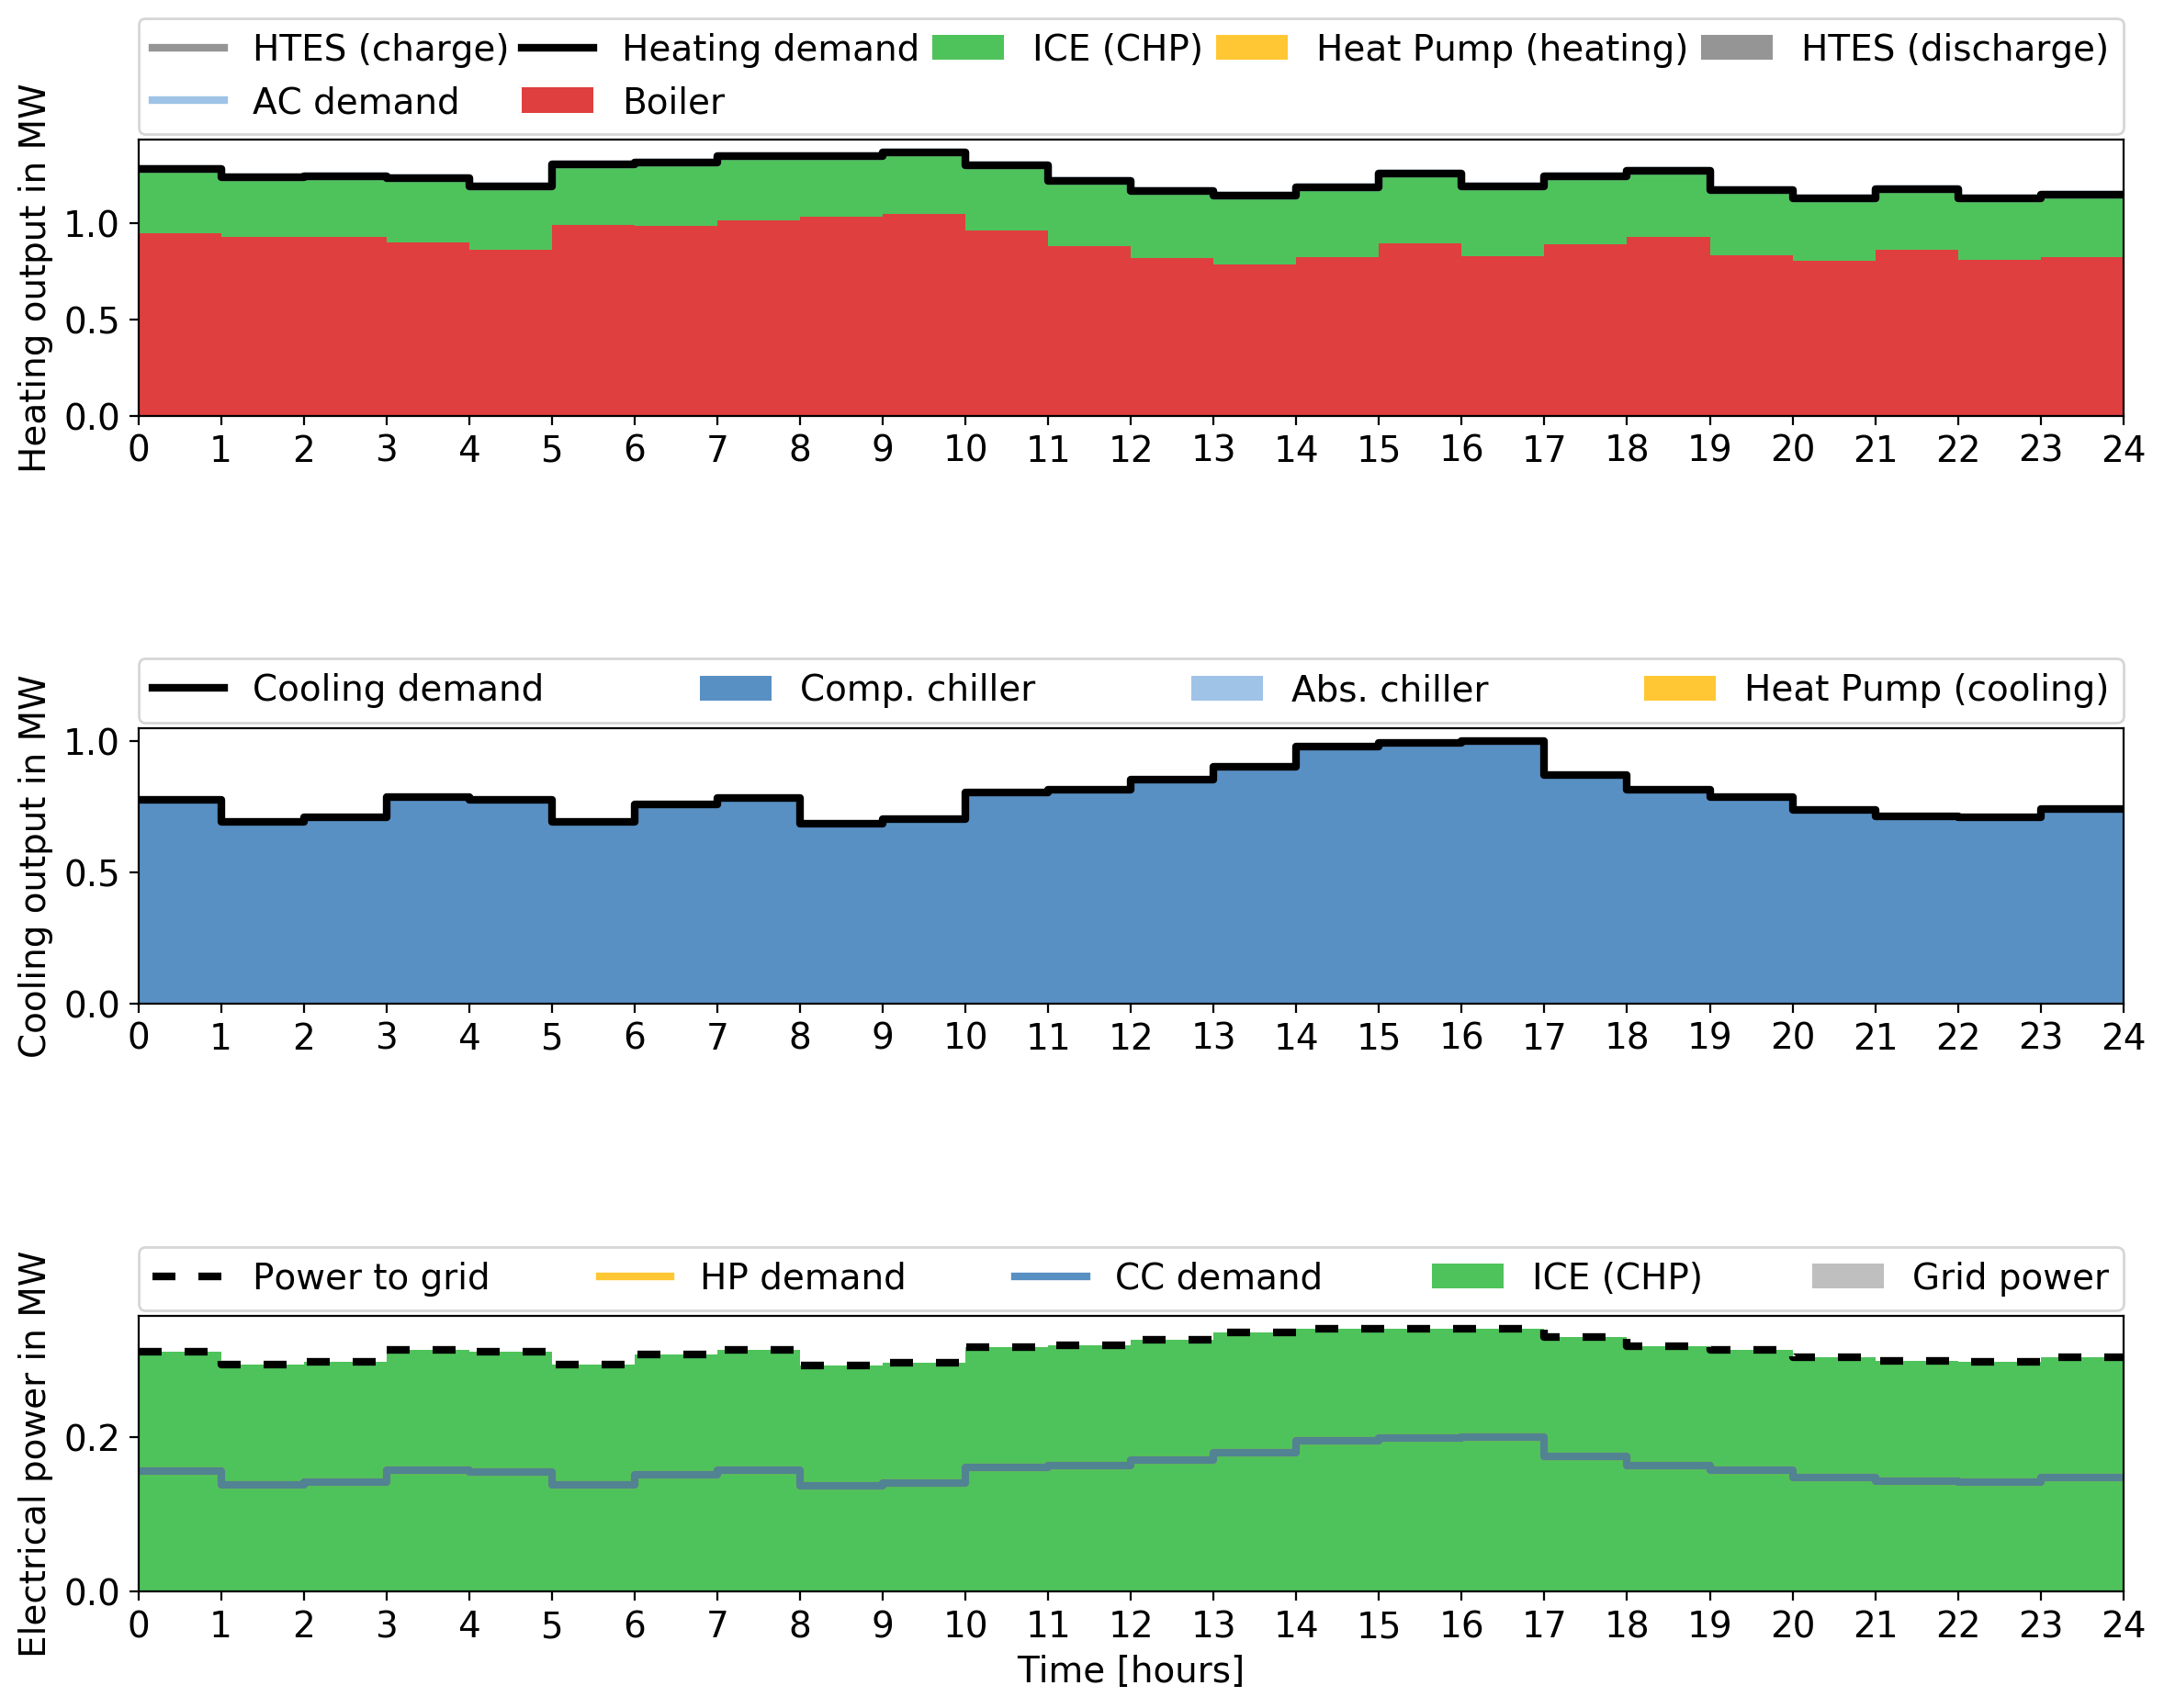 HTES (charge) Heating demand ICE (CHP) Heat Pump (heating) HTES (discharge)
AC demand Boiler
Heating output in MW
1.0
0.5
0.0
0 1 2 3 4 5 6 7 8 9 10 11 12 13 14 15 16 17 18 19 20 21 22 23 24
Cooling demand Comp. chiller Abs. chiller Heat Pump (cooling)
Cooling output in MW
1.0
0.5
0.0
0 1 2 3 4 5 6 7 8 9 10 11 12 13 14 15 16 17 18 19 20 21 22 23 24
Power to grid HP demand CC demand ICE (CHP) Grid power
Electrical power in MW
0.2
0.0
0 1 2 3 4 5 6 7 8 9 10 11 12 13 14 15 16 17 18 19 20 21 22 23 24
Time [hours]